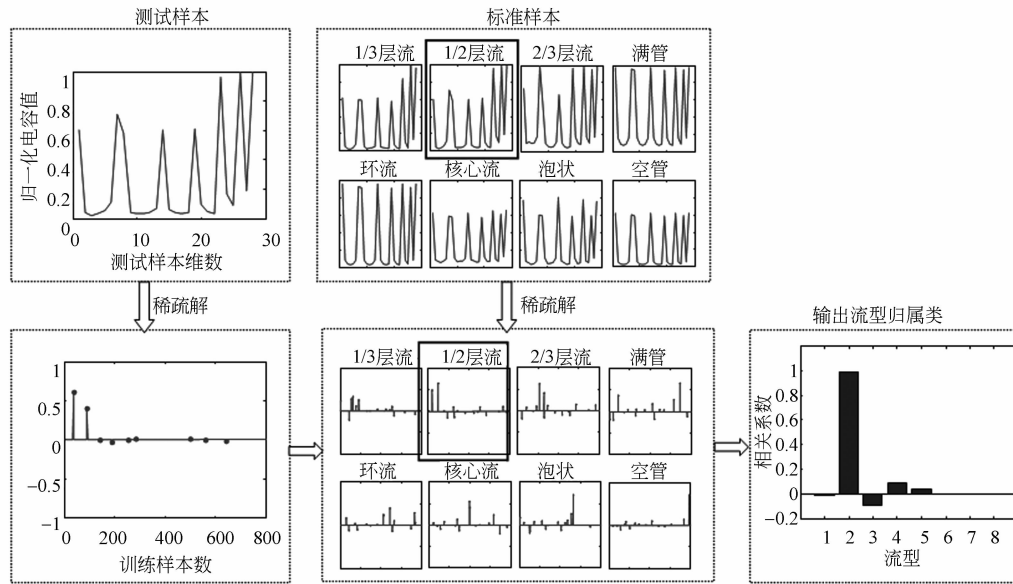 测试样本
归一化电容值
1
0.8
0.6
0.4
0.2
0
0 10 20 30
测试样本维数
标准样本
1/3层流 1/2层流 2/3层流 满管
环流 核心流 泡状 空管
稀疏解
稀疏解
1
0.5
0
−0.5
−1
0 200 400 600 800
训练样本数
1/3层流 1/2层流 2/3层流 满管
环流 核心流 泡状 空管
输出流型归属类
相关系数
1
0.8
0.6
0.4
0.2
0
−0.2
1 2 3 4 5 6 7 8
流型